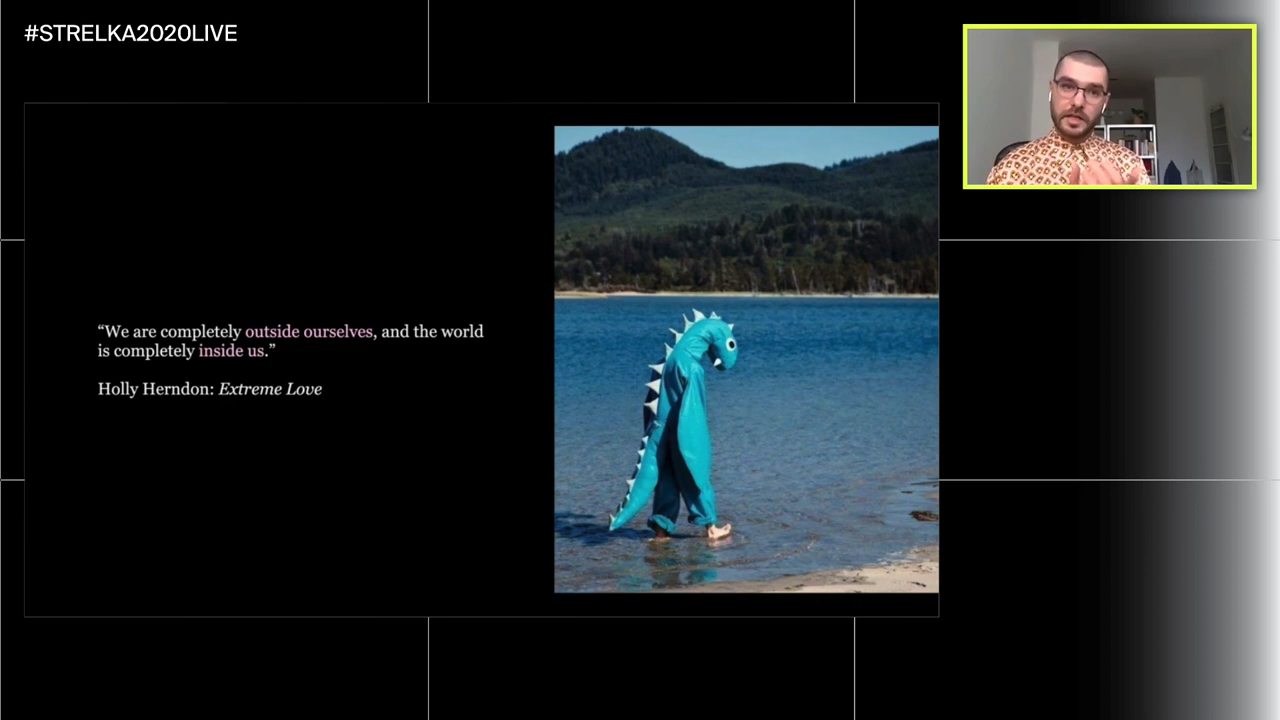 #STRELKA2020LIVE
“We are completely outside ourselves, and the world
is completely inside us.”
Holly Herndon: Extreme Love